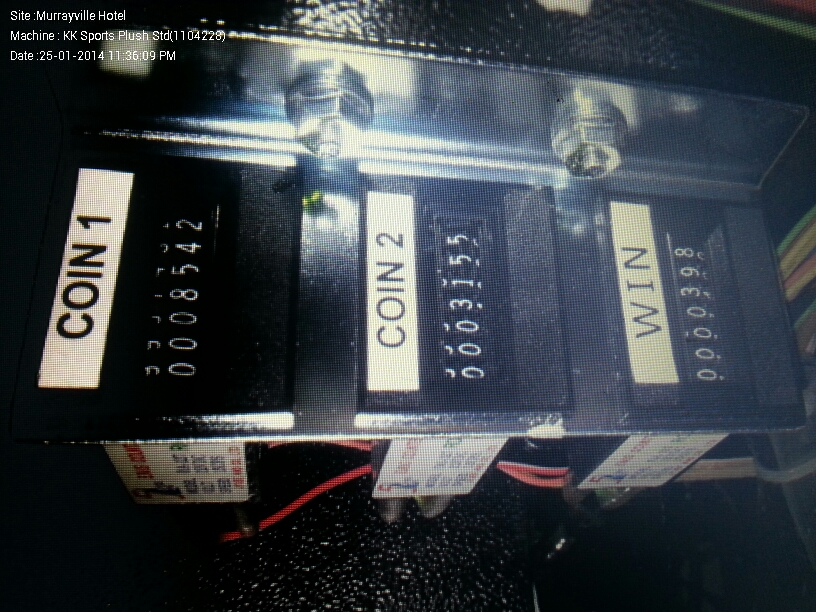 Site :Murrayville Hotel
Machine : KK Sports Plush Std(1104228)
Date :25-01-2014 11:36:09 PM
COIN 1
0008542
COIN 2
0003155
WIN
0000398